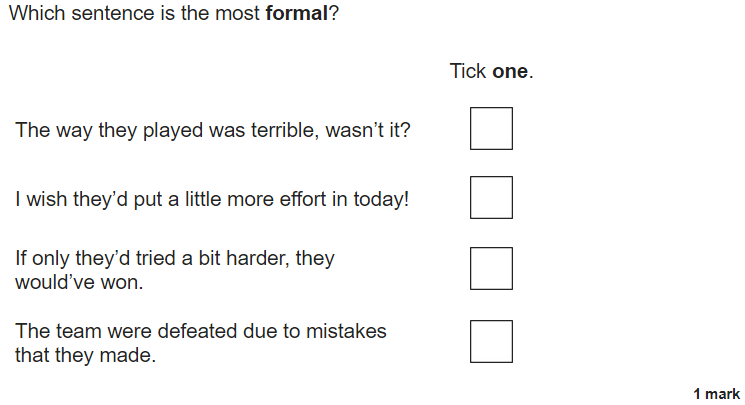 Which sentence is the most formal?
Tick one.
The way they played was terrible, wasn’t it?
I wish they’d put a little more effort in today!
If only they’d tried a bit harder, they
would’ve won.
The team were defeated due to mistakes
that they made.
1 mark